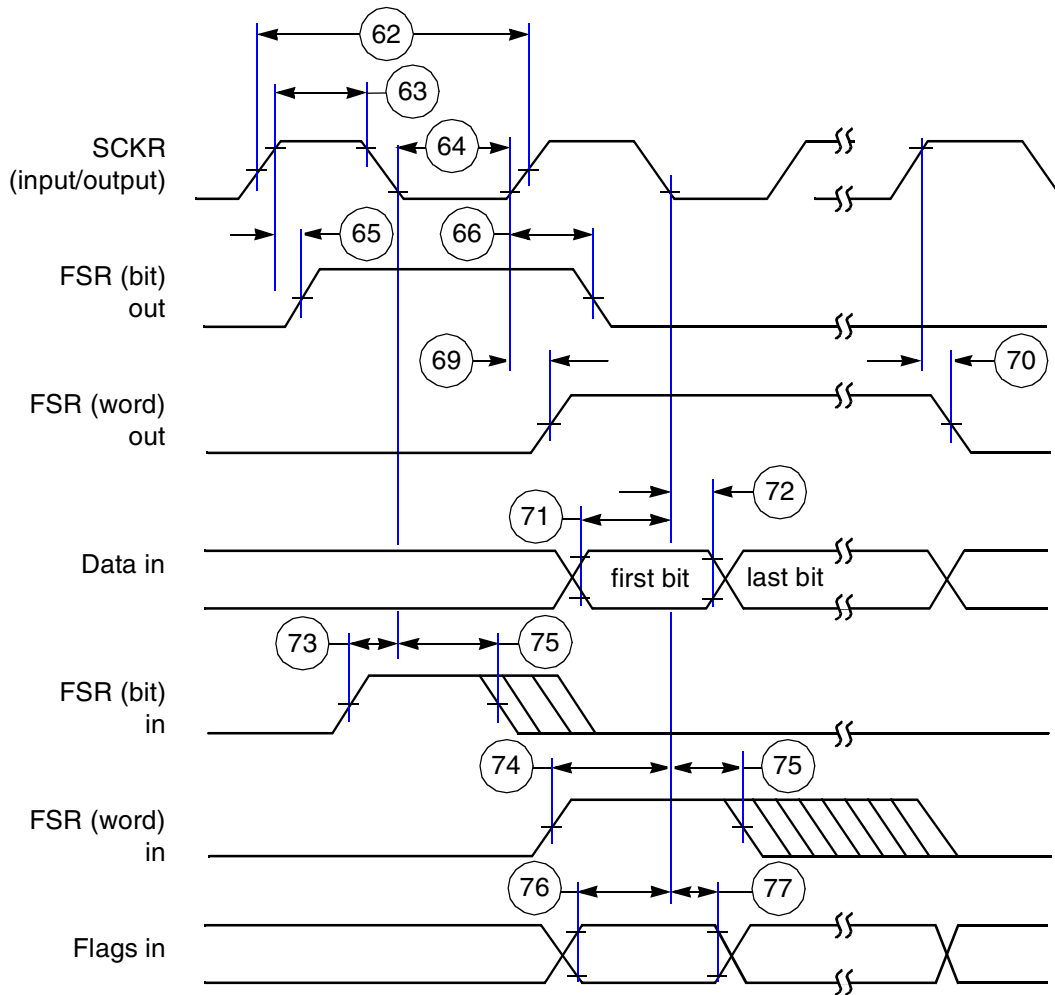 62
63
SCKR
(input/output)
64
65
66
FSR (bit)
out
69
70
FSR (word)
out
71
72
Data in
first bit
last bit
73
75
FSR (bit)
in
74
75
FSR (word)
in
76
77
Flags in